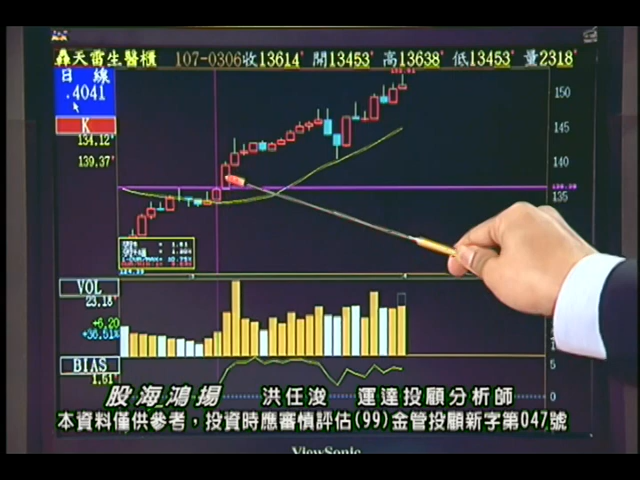 轟天雷生醫櫃 107-0306收13614' 開13453' 高13638' 低13453' 量2318'
日 線
.4041
K
134.12'
139.37'
150
145
140
135
VOL
23.18'
+6.20
+36.51%
BIAS
1.61'
5
0
股海鴻揚 洪任浚 運達投顧分析師
本資料僅供參考，投資時應審慎評估(99)金管投顧新字第047號
ViewSonic